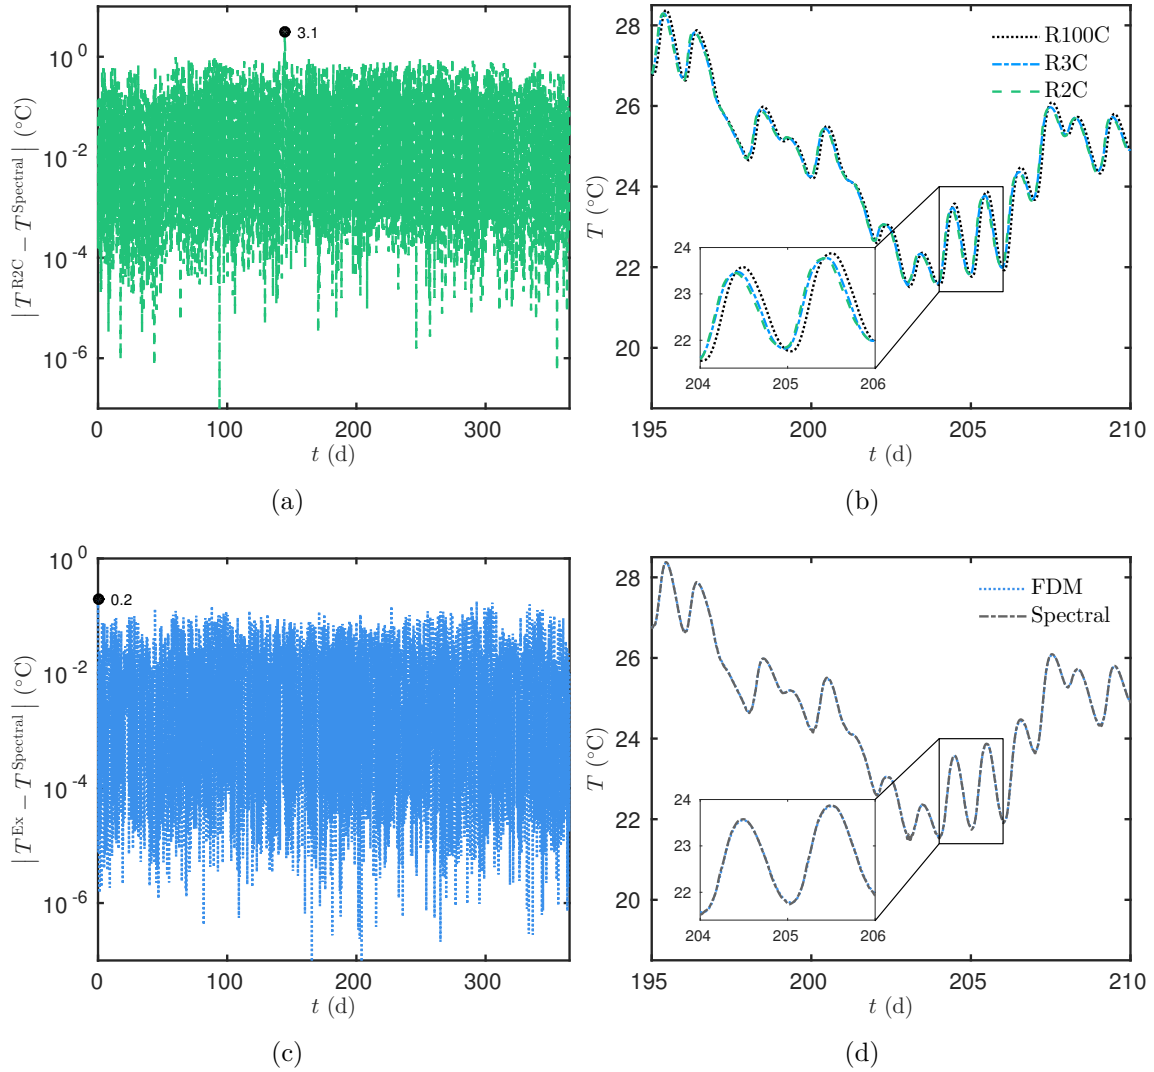 3.1
10^0
10^-2
10^-4
10^-6
| T^R2C − T^Spectral | (°C)
0 100 200 300
t (d)
(a)
R100C
R3C
R2C
28
26
24
22
20
T (°C)
24
23
22
204 205 206
195 200 205 210
t (d)
(b)
0.2
10^0
10^-2
10^-4
10^-6
| T^Ex − T^Spectral | (°C)
0 100 200 300
t (d)
(c)
FDM
Spectral
28
26
24
22
20
T (°C)
24
23
22
204 205 206
195 200 205 210
t (d)
(d)